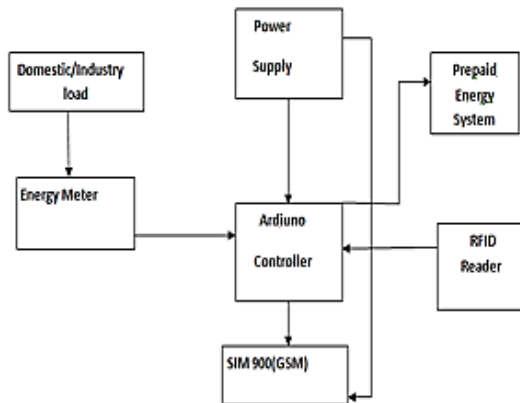 Power
Supply
Domestic/Industry
load
Prepaid
Energy
System
Energy Meter
Ardiuno
Controller
RFID
Reader
SIM 900(GSM)